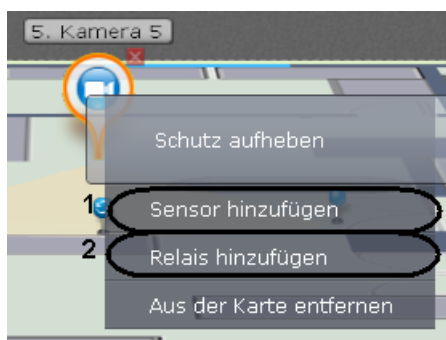 5. Kamera 5
Schutz aufheben
1 Sensor hinzufügen
2 Relais hinzufügen
Aus der Karte entfernen